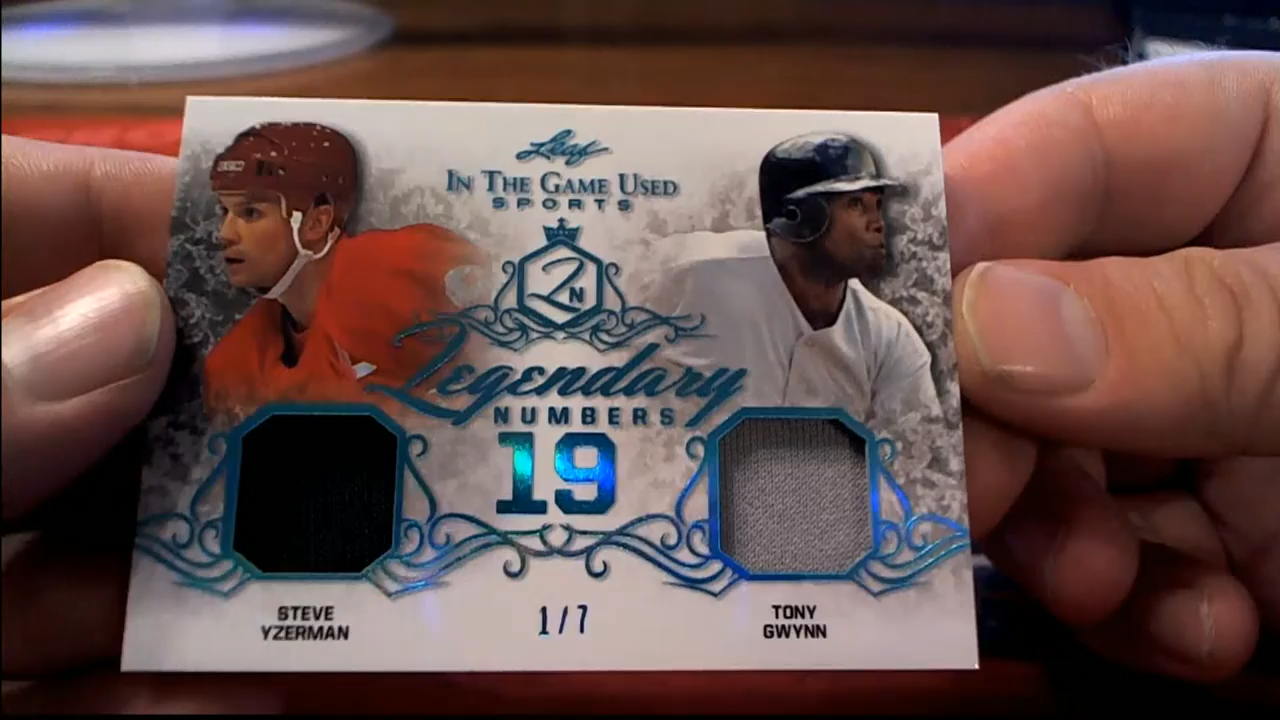 Leaf
IN THE GAME USED
SPORTS
LN
Legendary
NUMBERS
19
STEVE
YZERMAN
1/7
TONY
GWYNN